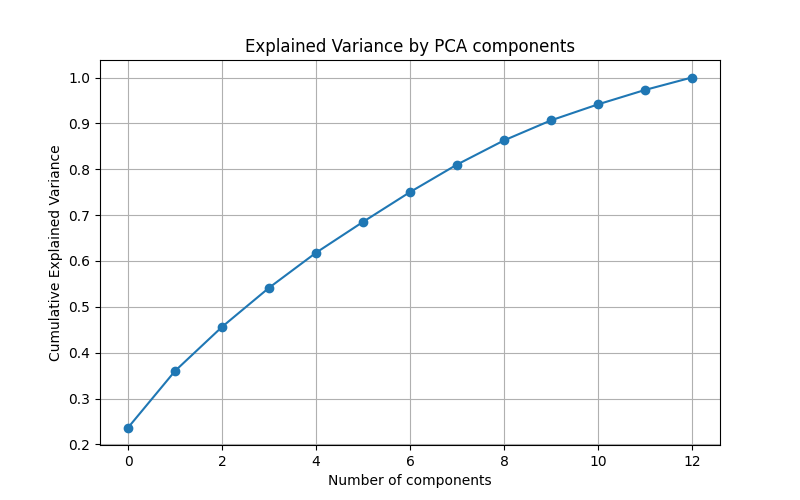 Explained Variance by PCA components
Cumulative Explained Variance
1.0
0.9
0.8
0.7
0.6
0.5
0.4
0.3
0.2
0 2 4 6 8 10 12
Number of components